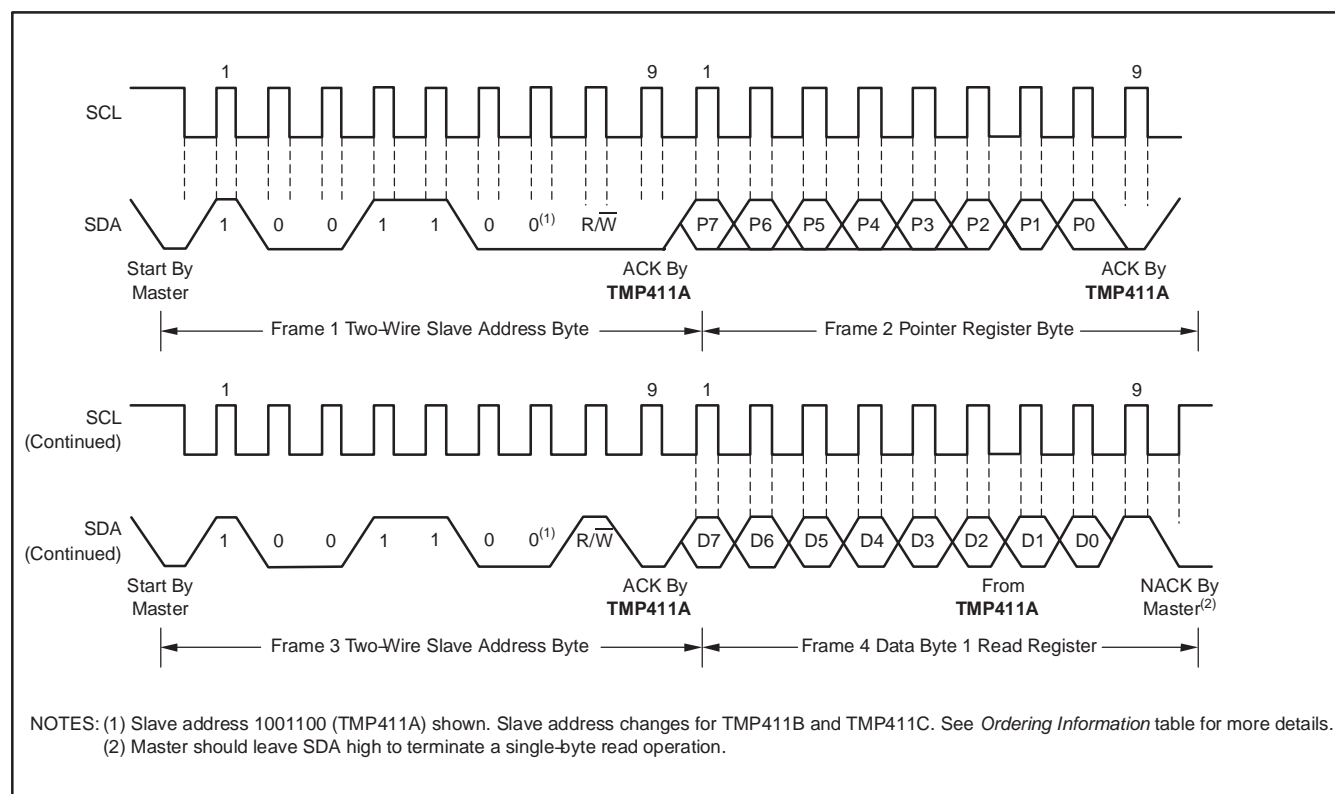 1 9 1 9
SCL
SDA 1 0 0 1 1 0 0(1) R/W̅ P7 P6 P5 P4 P3 P2 P1 P0
Start By Master
ACK By TMP411A
ACK By TMP411A
Frame 1 Two-Wire Slave Address Byte Frame 2 Pointer Register Byte
1 9 1 9
SCL (Continued)
SDA (Continued) 1 0 0 1 1 0 0(1) R/W̅ D7 D6 D5 D4 D3 D2 D1 D0
Start By Master
ACK By TMP411A
From TMP411A
NACK By Master(2)
Frame 3 Two-Wire Slave Address Byte Frame 4 Data Byte 1 Read Register
NOTES: (1) Slave address 1001100 (TMP411A) shown. Slave address changes for TMP411B and TMP411C. See Ordering Information table for more details.
(2) Master should leave SDA high to terminate a single-byte read operation.